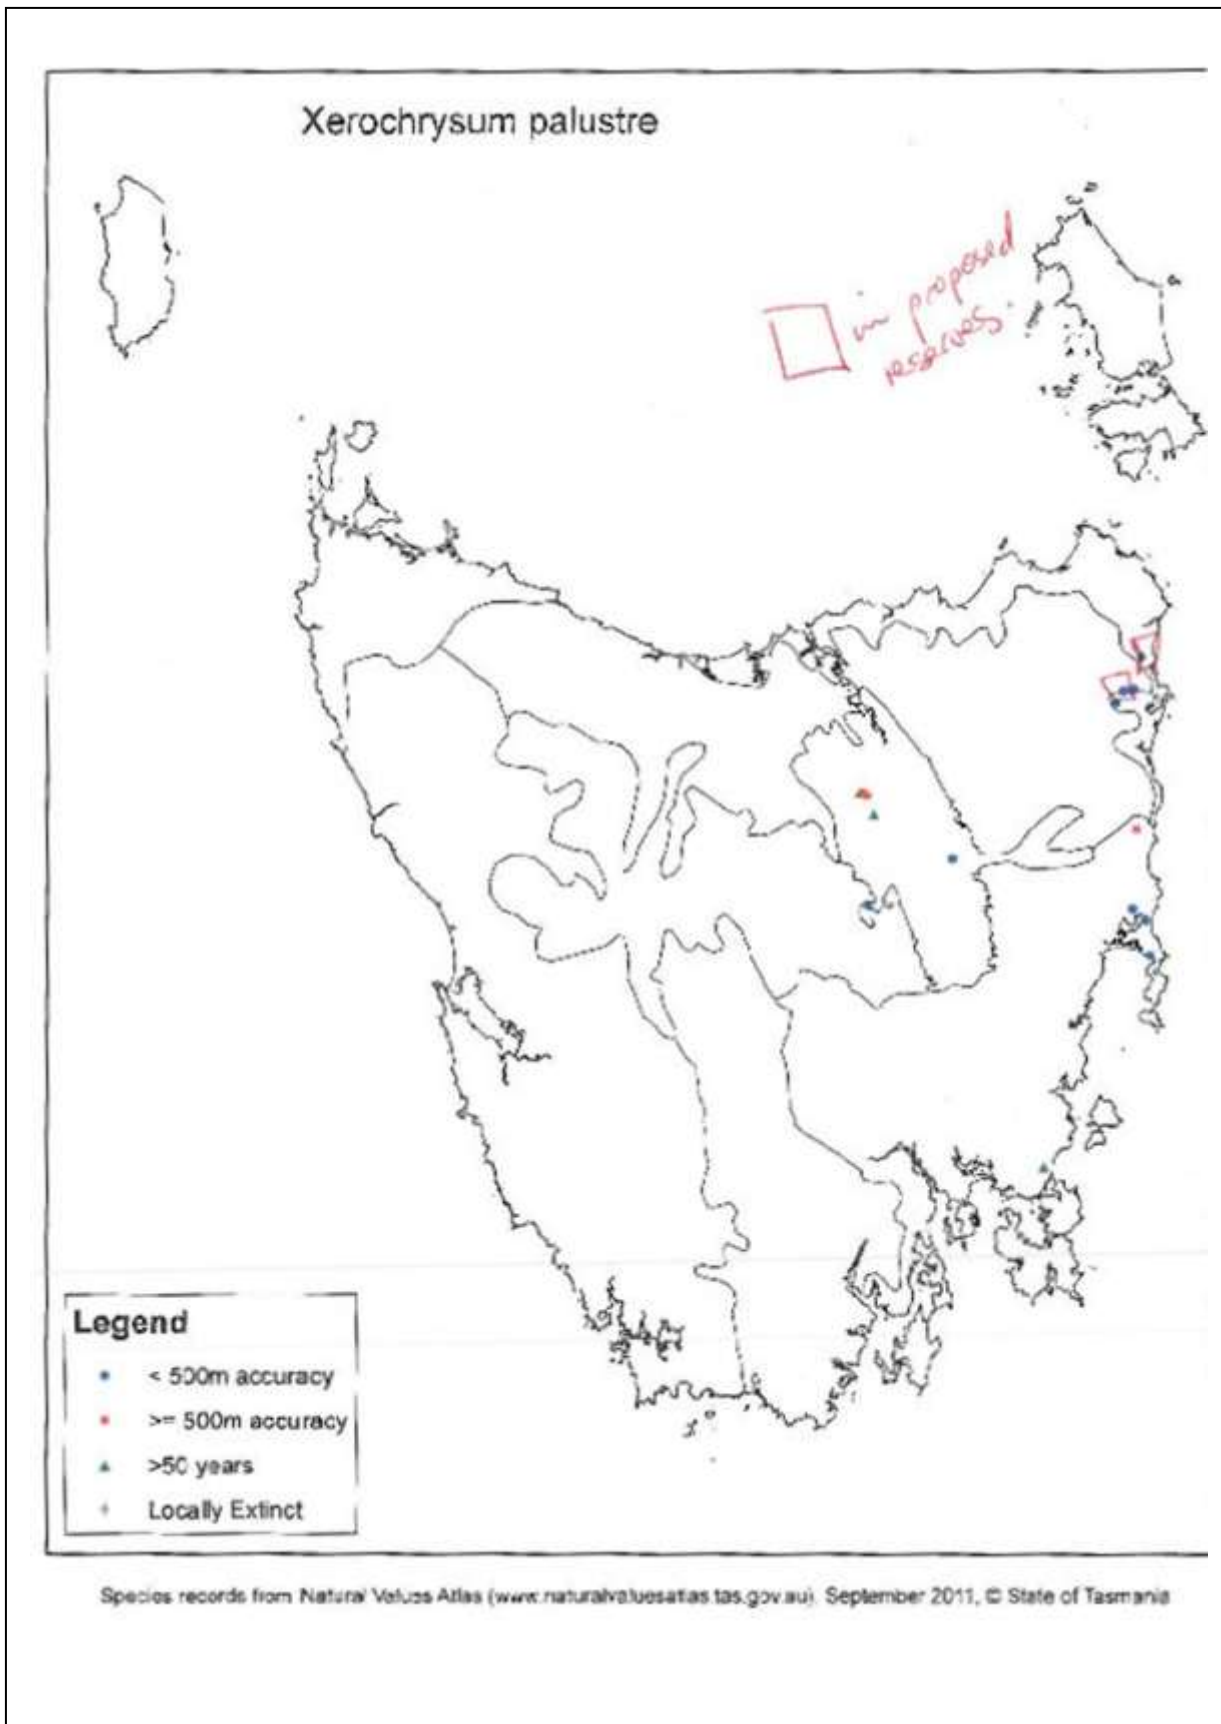 Xerochrysum palustre
in proposed
reserves
Legend
< 500m accuracy
>= 500m accuracy
>50 years
Locally Extinct
Species records from Natural Values Atlas (www.naturalvaluesatlas.tas.gov.au). September 2011, © State of Tasmania